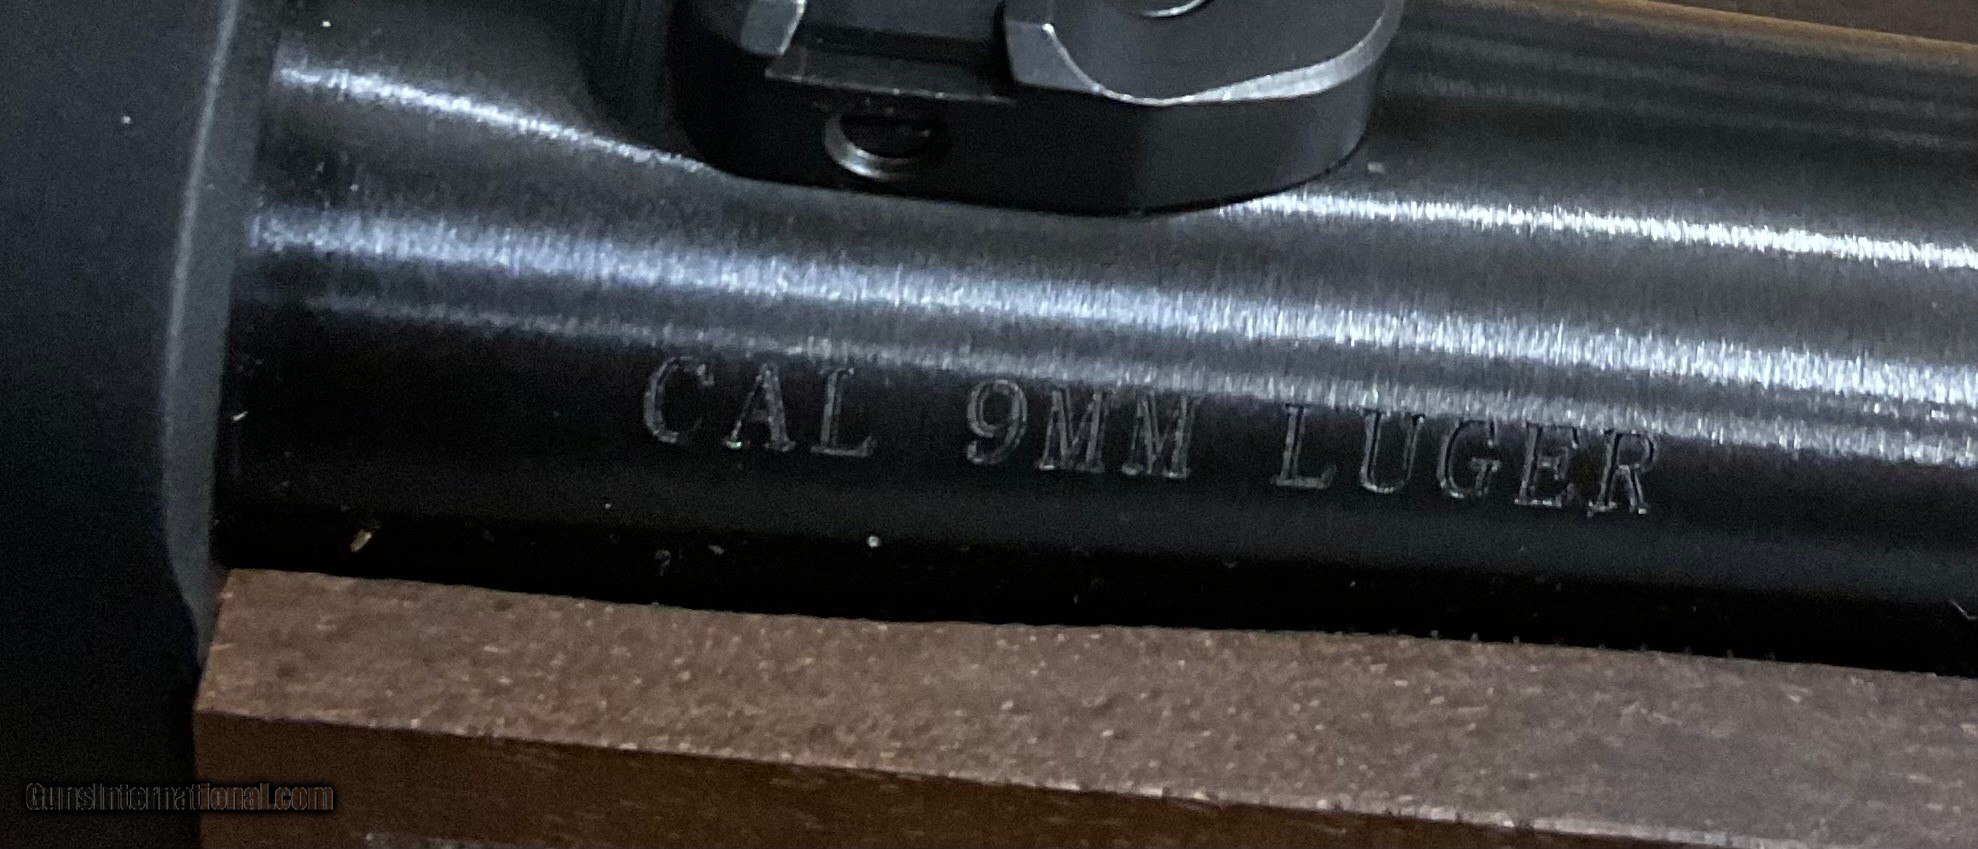 CAL 9MM LUGER
GunsInternational.com